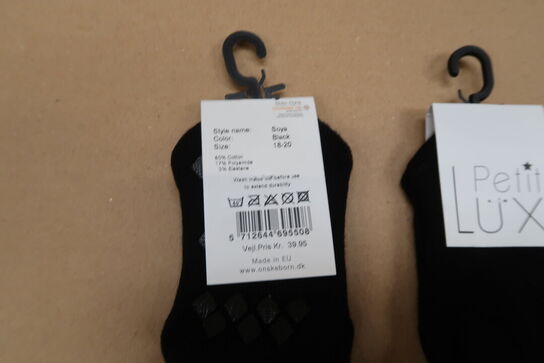 Style name: Soya
Color: Black
Size: 18-20
80% Cotton
17% Polyamide
3% Elastane
Wash inside out before use
to extend durability
5 712644 695508
Vejl.Pris Kr. 39.95
Made in EU
www.onskeborn.dk
Petit
LÜX